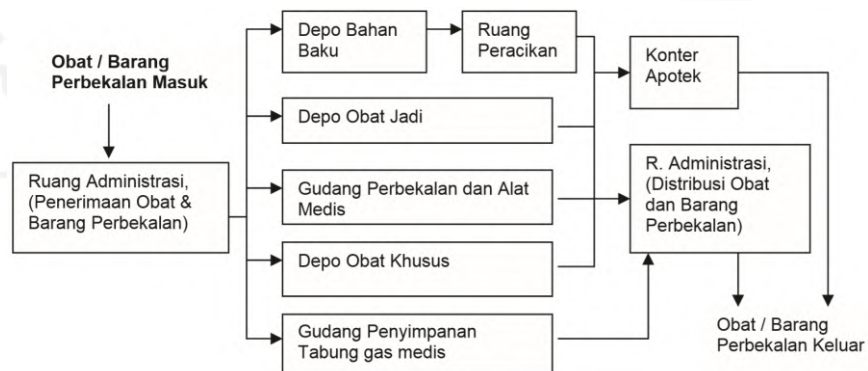 Obat / Barang
Perbekalan Masuk
Ruang Administrasi,
(Penerimaan Obat &
Barang Perbekalan)
Depo Bahan
Baku
Ruang
Peracikan
Depo Obat Jadi
Gudang Perbekalan dan Alat
Medis
Depo Obat Khusus
Gudang Penyimpanan
Tabung gas medis
Konter
Apotek
R. Administrasi,
(Distribusi Obat
dan Barang
Perbekalan)
Obat / Barang
Perbekalan Keluar